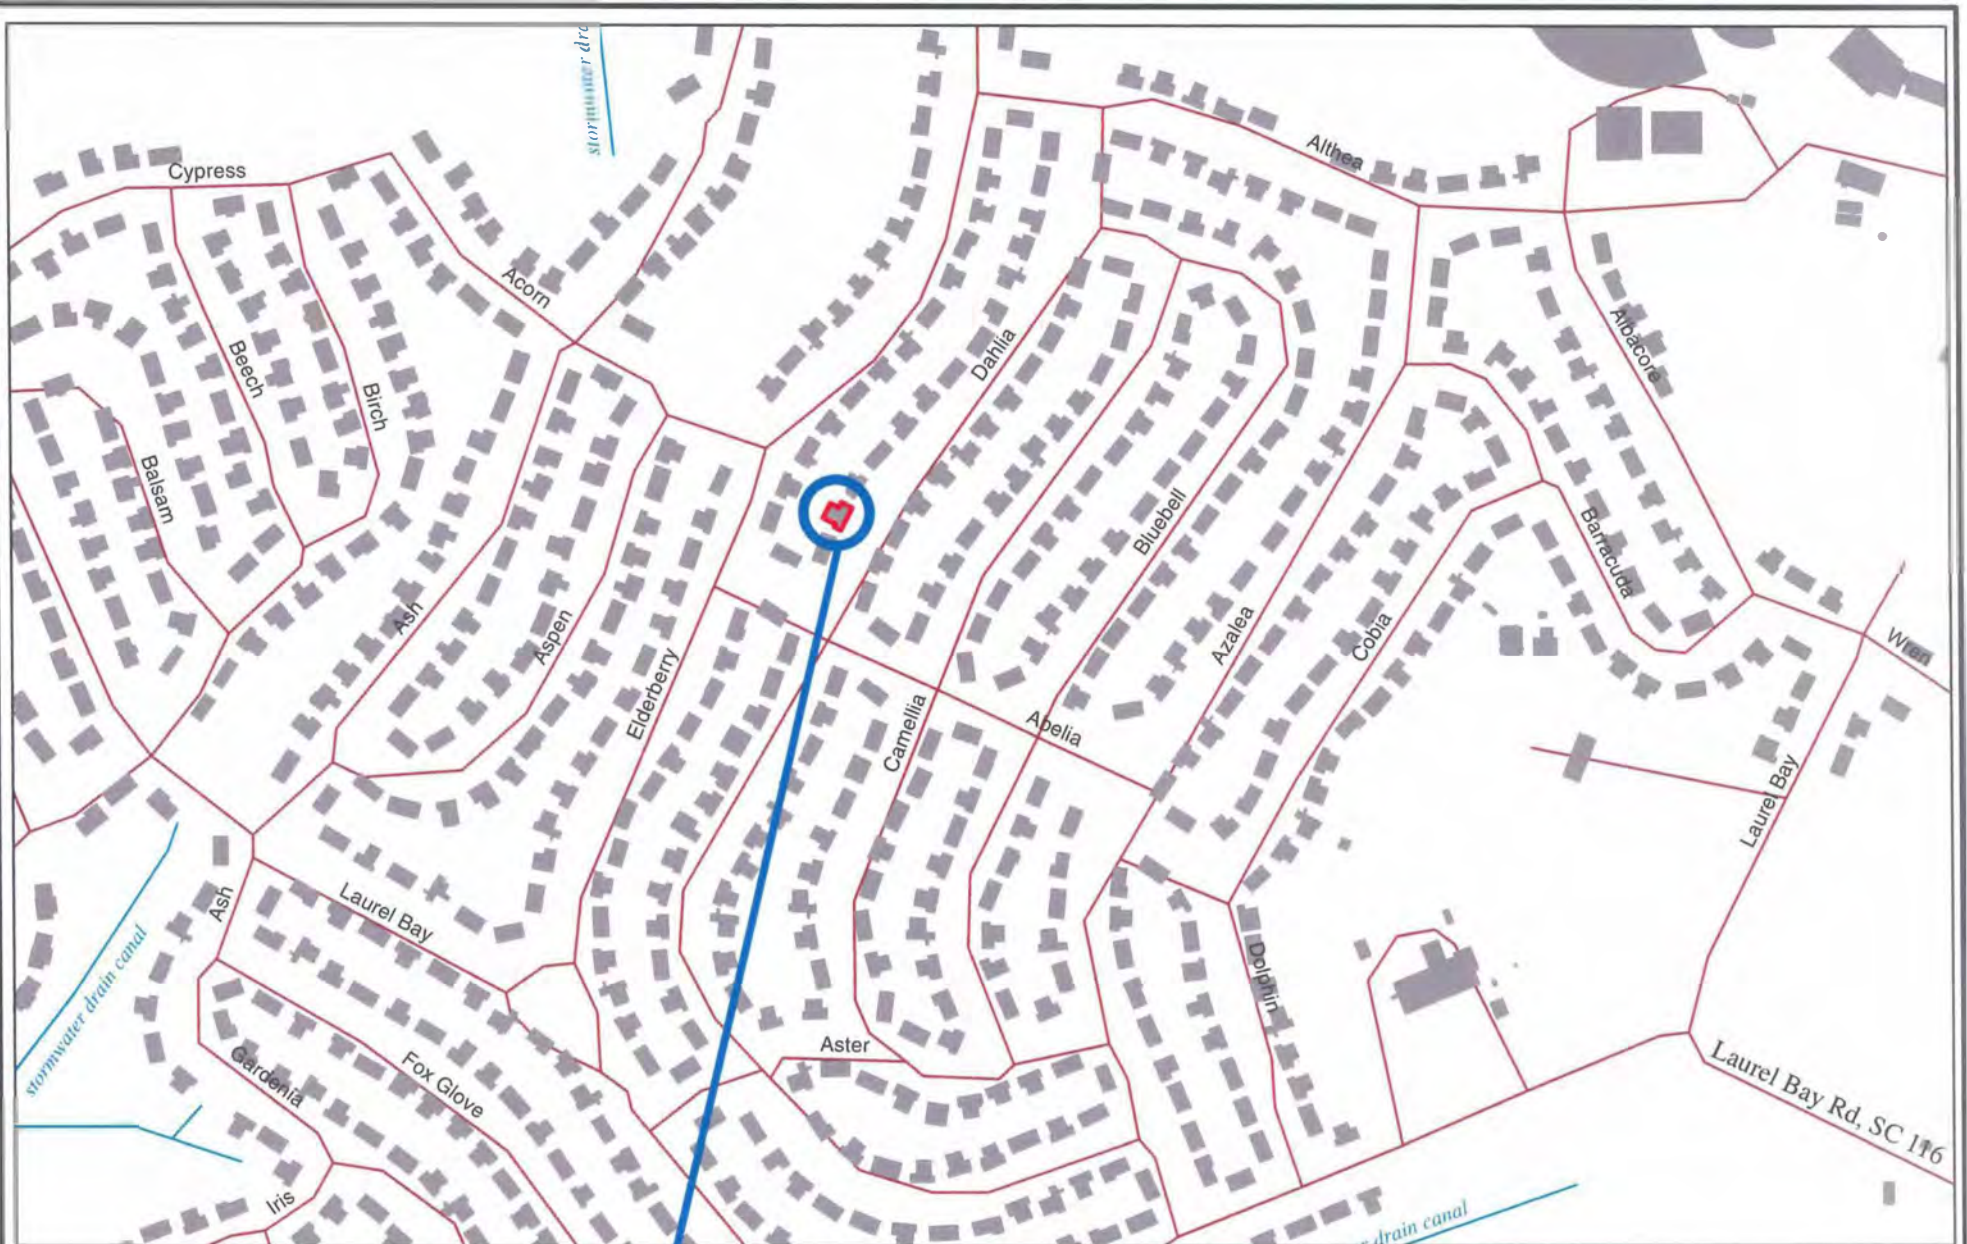 stormwater dra
Cypress
Althea
Acorn
Albacore
Dahlia
Beech
Birch
Balsam
Bluebell
Barracuda
Ash
Aspen
Azalea
Cobia
Wren
Elderberry
Camellia
Abelia
Laurel Bay
Ash
Laurel Bay
stormwater drain canal
Dolphin
Aster
Gardenia
Fox Glove
Laurel Bay Rd, SC 116
Iris
drain canal